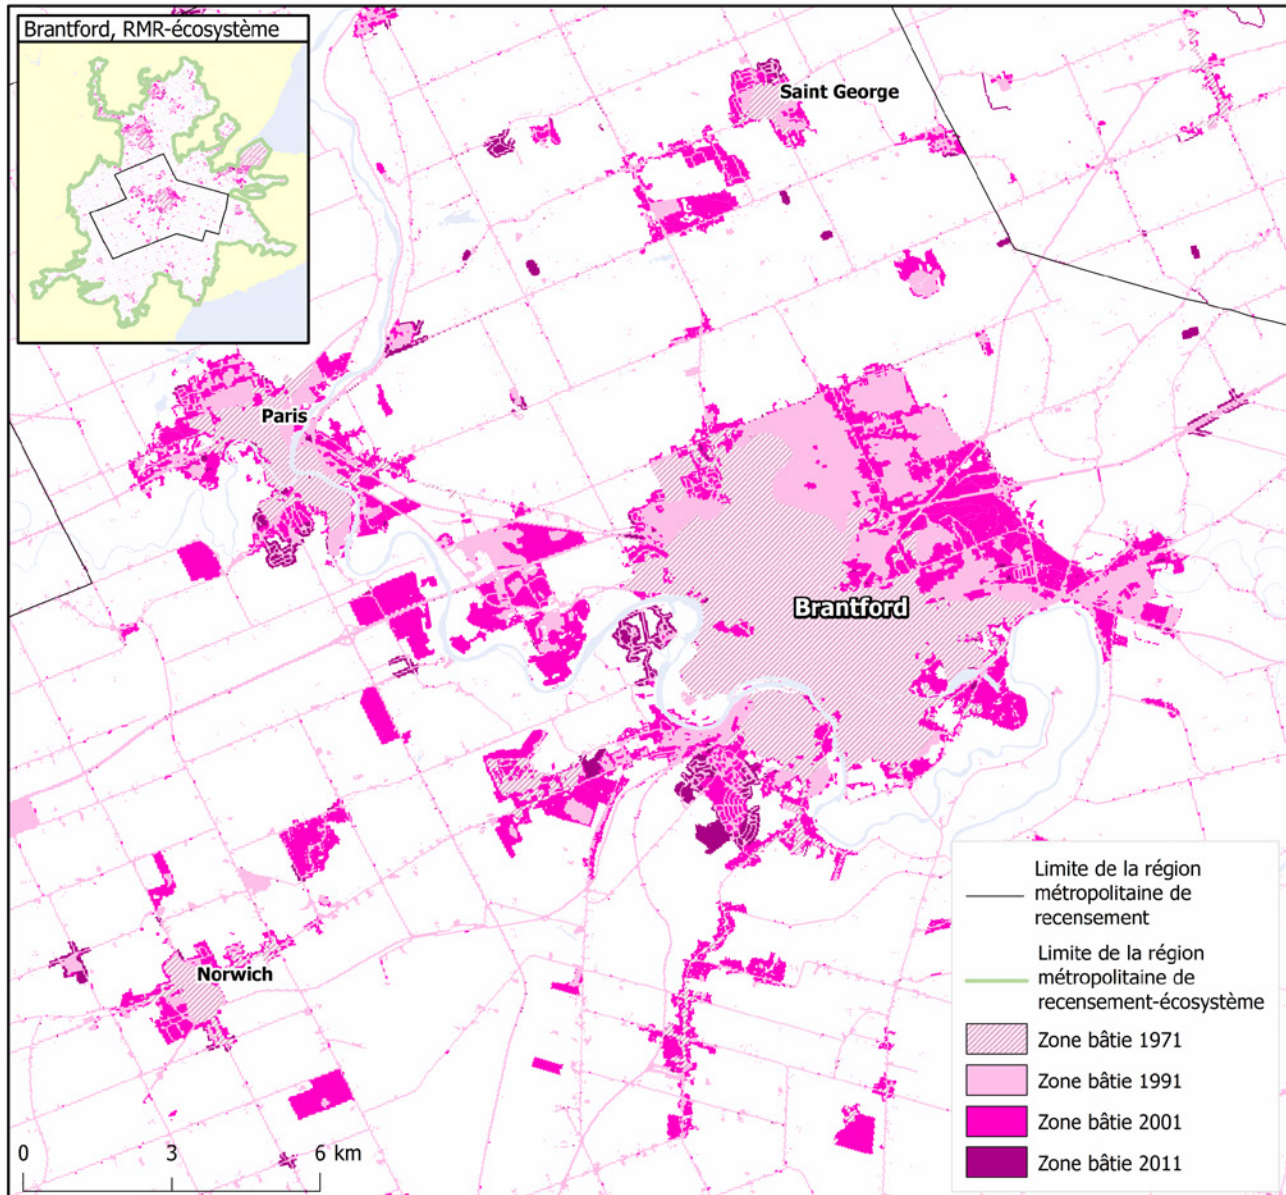 Brantford, RMR-écosystème
Saint George
Paris
Brantford
Norwich
Limite de la région
métropolitaine de
recensement
Limite de la région
métropolitaine de
recensement-écosystème
Zone bâtie 1971
Zone bâtie 1991
Zone bâtie 2001
Zone bâtie 2011
0 3 6 km